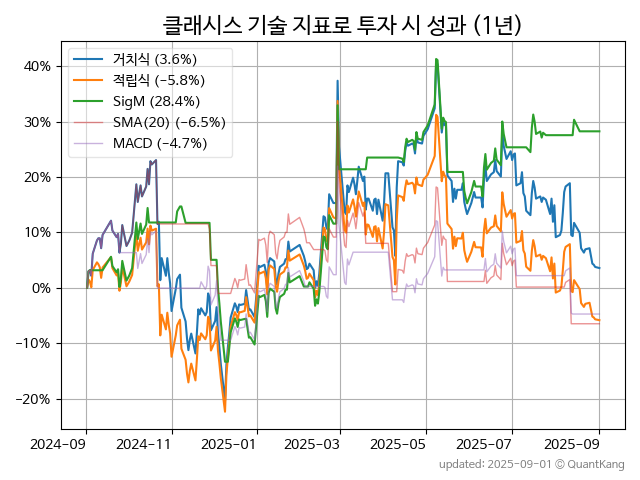 클래시스 기술 지표로 투자 시 성과 (1년)
거치식 (3.6%)
적립식 (−5.8%)
SigM (28.4%)
SMA(20) (−6.5%)
MACD (−4.7%)
40%
30%
20%
10%
0%
−10%
−20%
2024-09 2024-11 2025-01 2025-03 2025-05 2025-07 2025-09
updated: 2025-09-01 © QuantKang